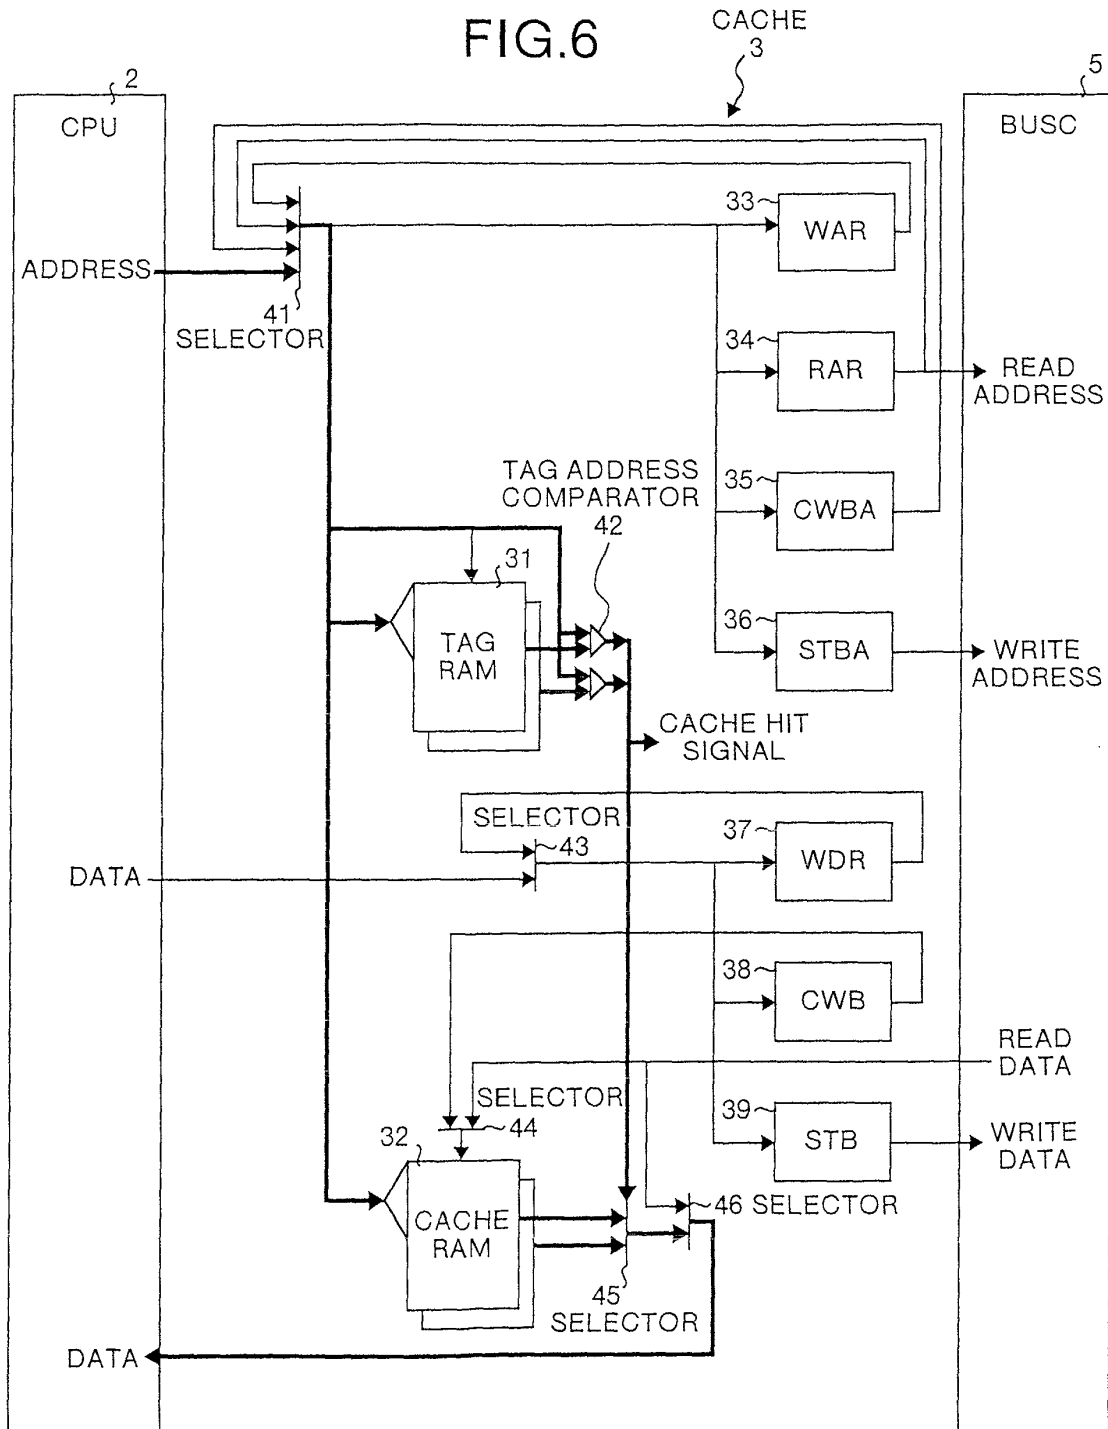 FIG.6
CACHE
3
2
5
CPU
BUSC
33
WAR
ADDRESS
41
SELECTOR
34
RAR
READ
ADDRESS
TAG ADDRESS
COMPARATOR
42
35
CWBA
31
TAG
RAM
36
STBA
WRITE
ADDRESS
CACHE HIT
SIGNAL
SELECTOR
43
37
WDR
DATA
38
CWB
READ
DATA
SELECTOR
44
39
STB
WRITE
DATA
32
CACHE
RAM
46 SELECTOR
45
SELECTOR
DATA